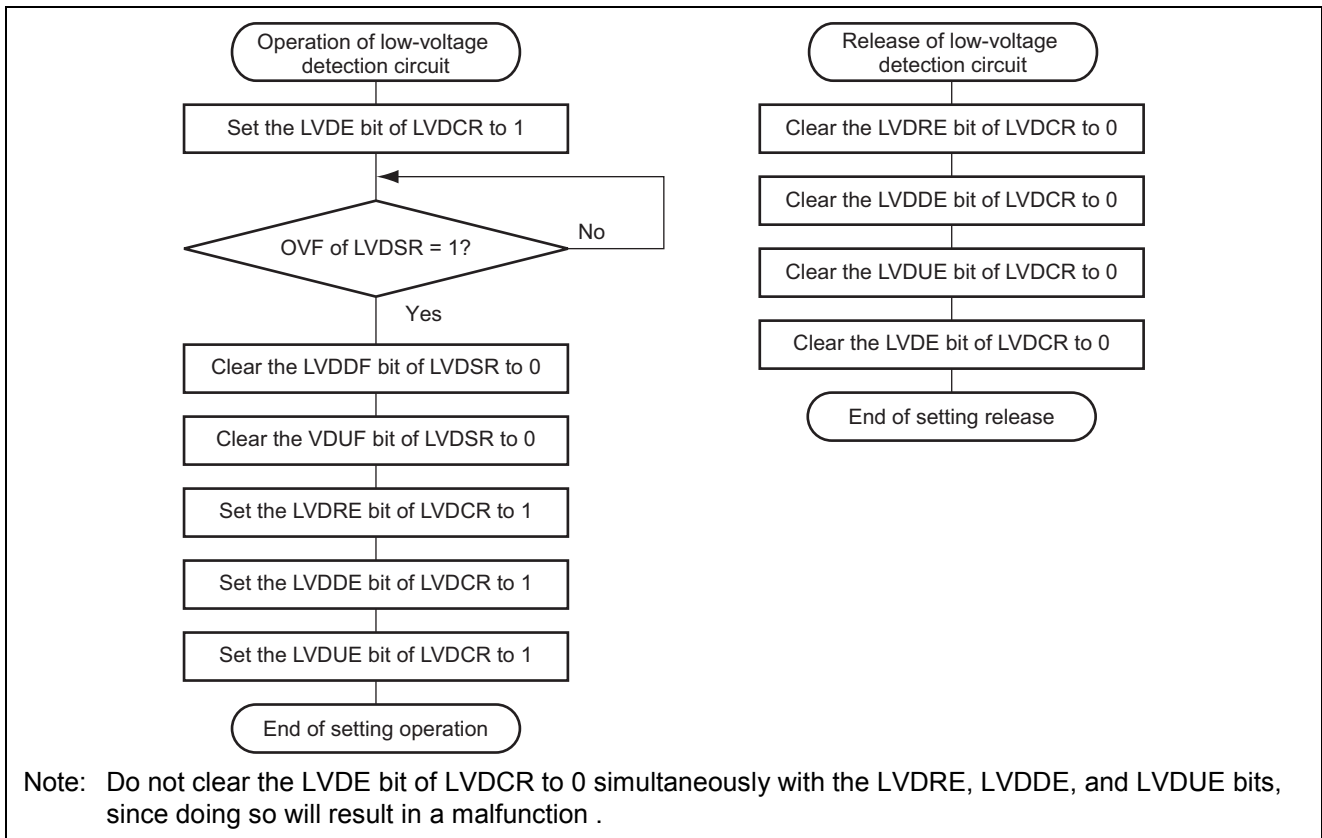 Operation of low-voltage
detection circuit
Set the LVDE bit of LVDCR to 1
OVF of LVDSR = 1?
No
Yes
Clear the LVDDF bit of LVDSR to 0
Clear the VDUF bit of LVDSR to 0
Set the LVDRE bit of LVDCR to 1
Set the LVDDE bit of LVDCR to 1
Set the LVDUE bit of LVDCR to 1
End of setting operation
Release of low-voltage
detection circuit
Clear the LVDRE bit of LVDCR to 0
Clear the LVDDE bit of LVDCR to 0
Clear the LVDUE bit of LVDCR to 0
Clear the LVDE bit of LVDCR to 0
End of setting release
Note: Do not clear the LVDE bit of LVDCR to 0 simultaneously with the LVDRE, LVDDE, and LVDUE bits,
since doing so will result in a malfunction .